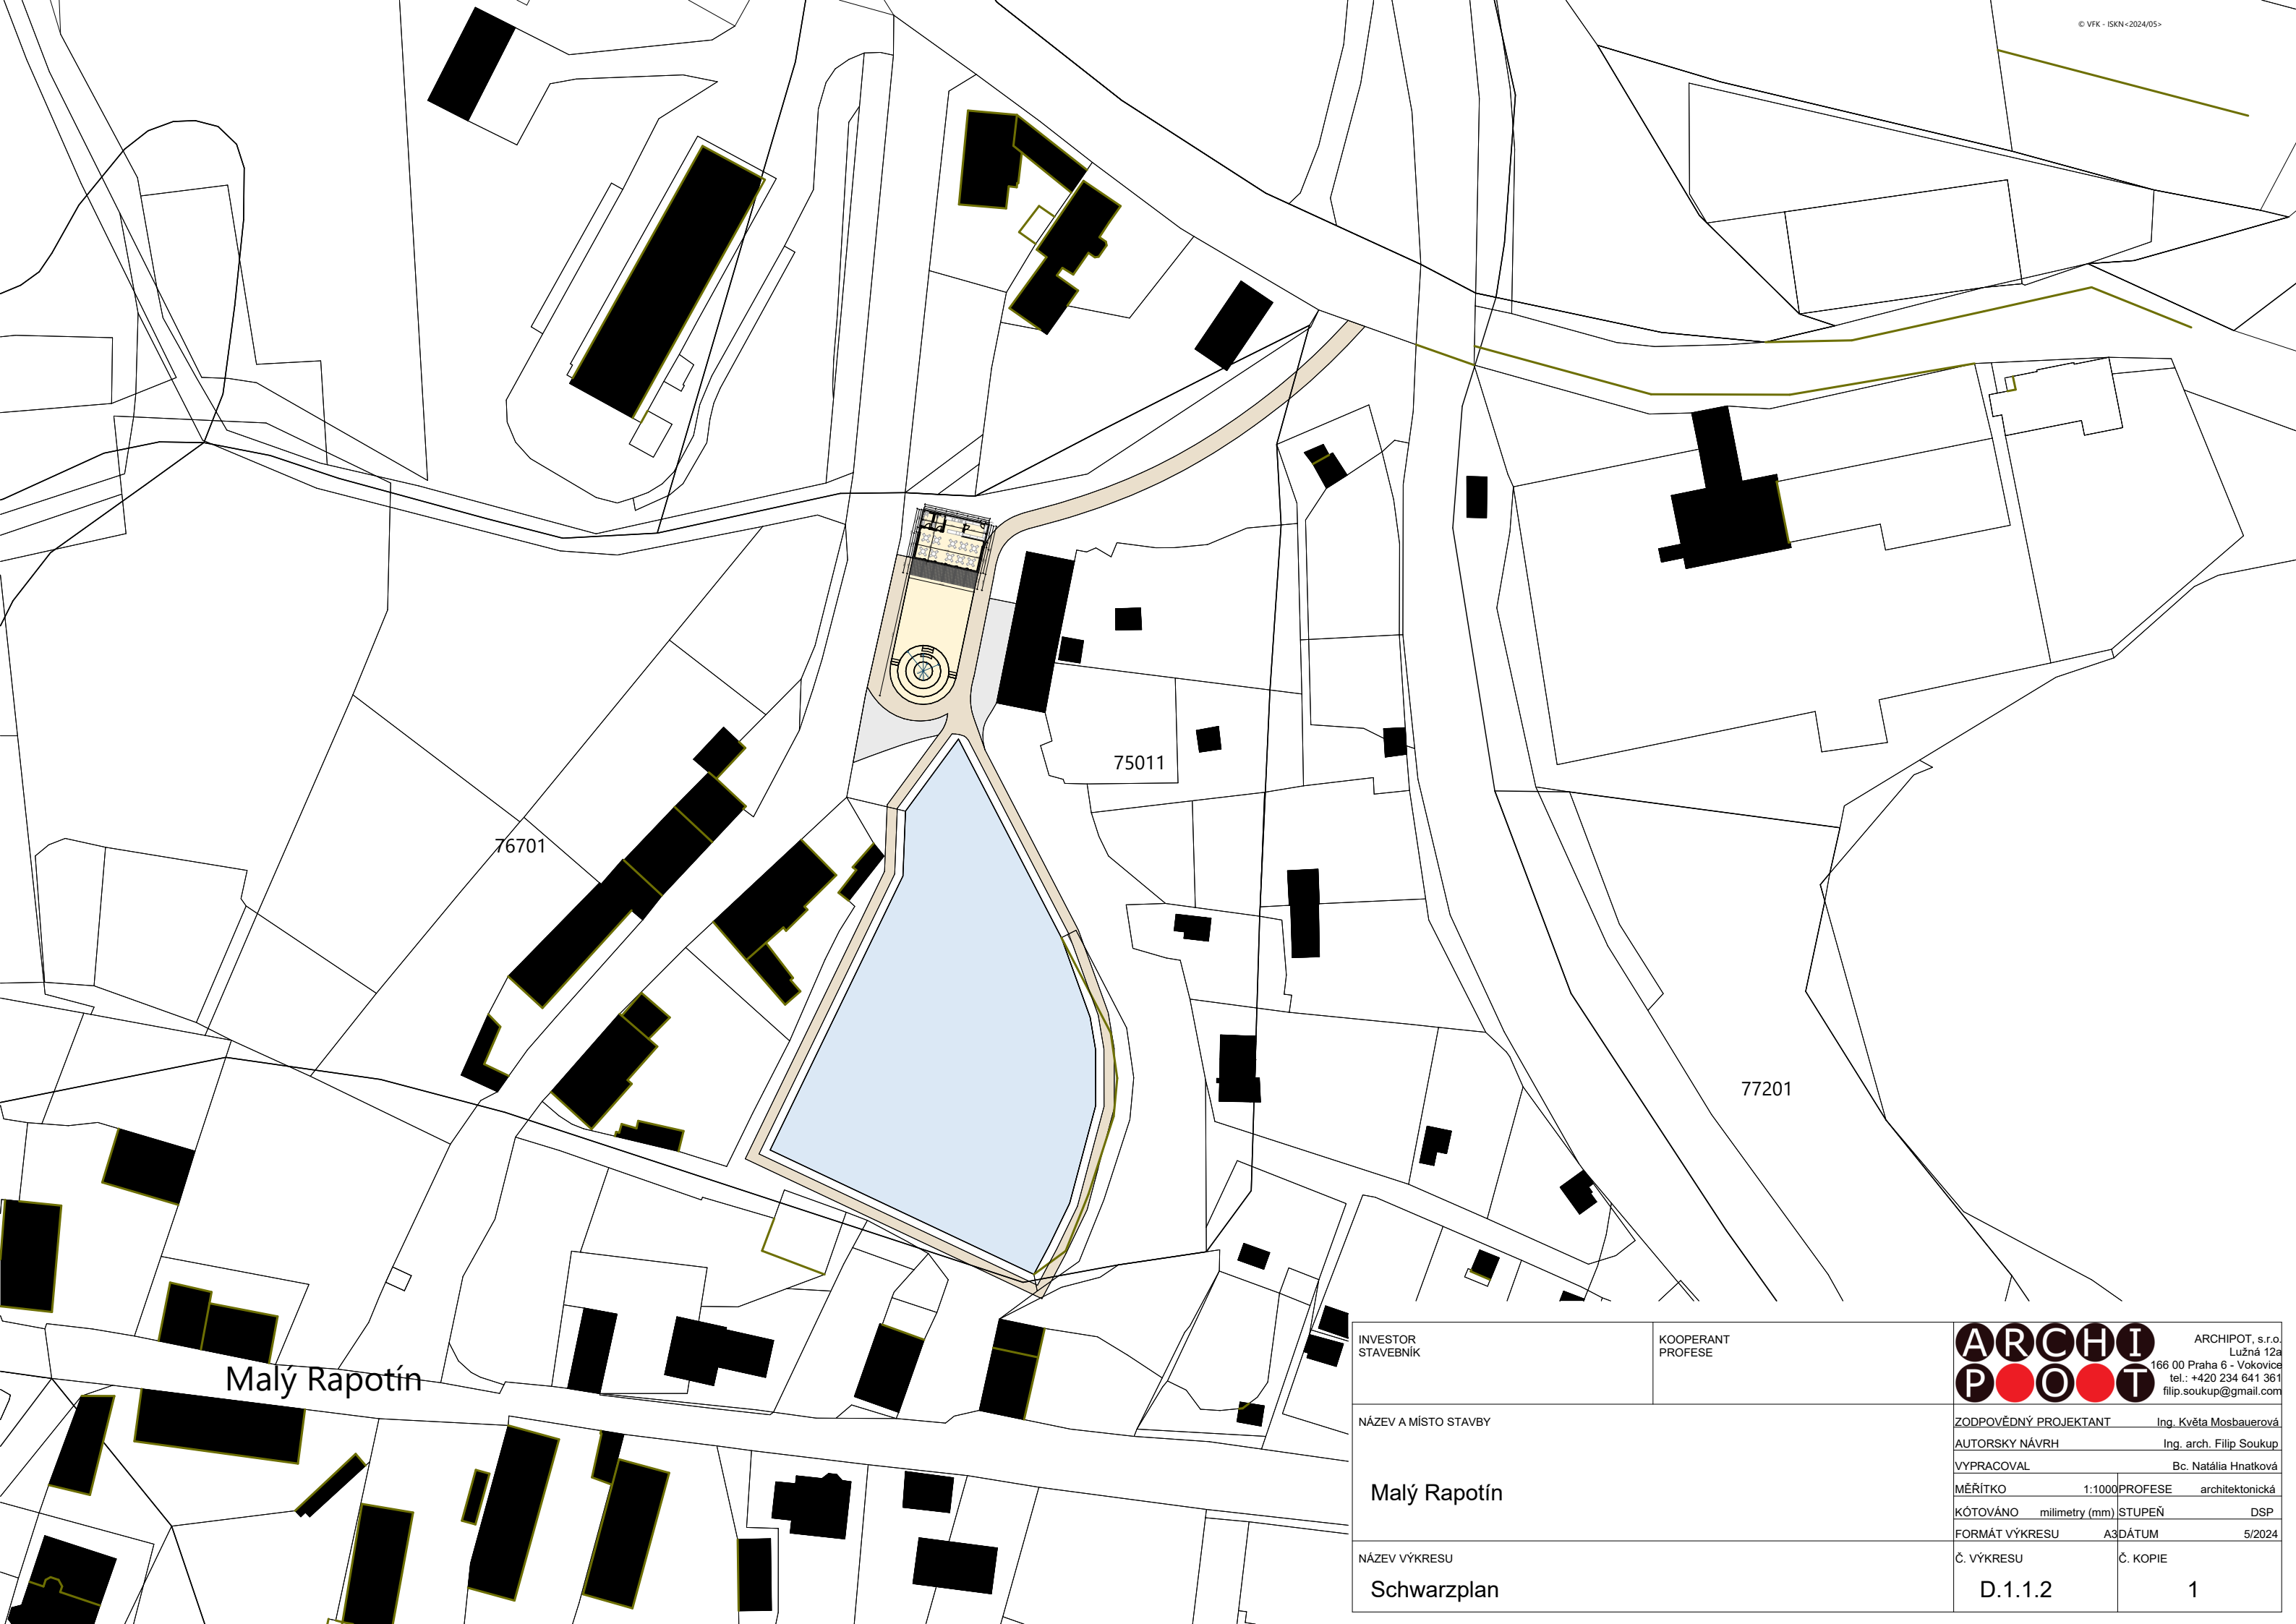 © VFK - ISKN<2024/05>
75011
76701
77201
Malý Rapotín
INVESTOR
STAVEBNÍK
KOOPERANT
PROFESE
ARCHI
POOT
ARCHIPOT, s.r.o.
Lužná 12a
166 00 Praha 6 - Vokovice
tel.: +420 234 641 361
filip.soukup@gmail.com
NÁZEV A MÍSTO STAVBY
Malý Rapotín
ZODPOVĚDNÝ PROJEKTANT Ing. Květa Mosbauerová
AUTORSKY NÁVRH Ing. arch. Filip Soukup
VYPRACOVAL Bc. Natália Hnatková
MĚŘÍTKO 1:1000 PROFESE architektonická
KÓTOVÁNO milimetry (mm) STUPEŇ DSP
FORMÁT VÝKRESU A3 DÁTUM 5/2024
NÁZEV VÝKRESU
Schwarzplan
Č. VÝKRESU
D.1.1.2
Č. KOPIE
1